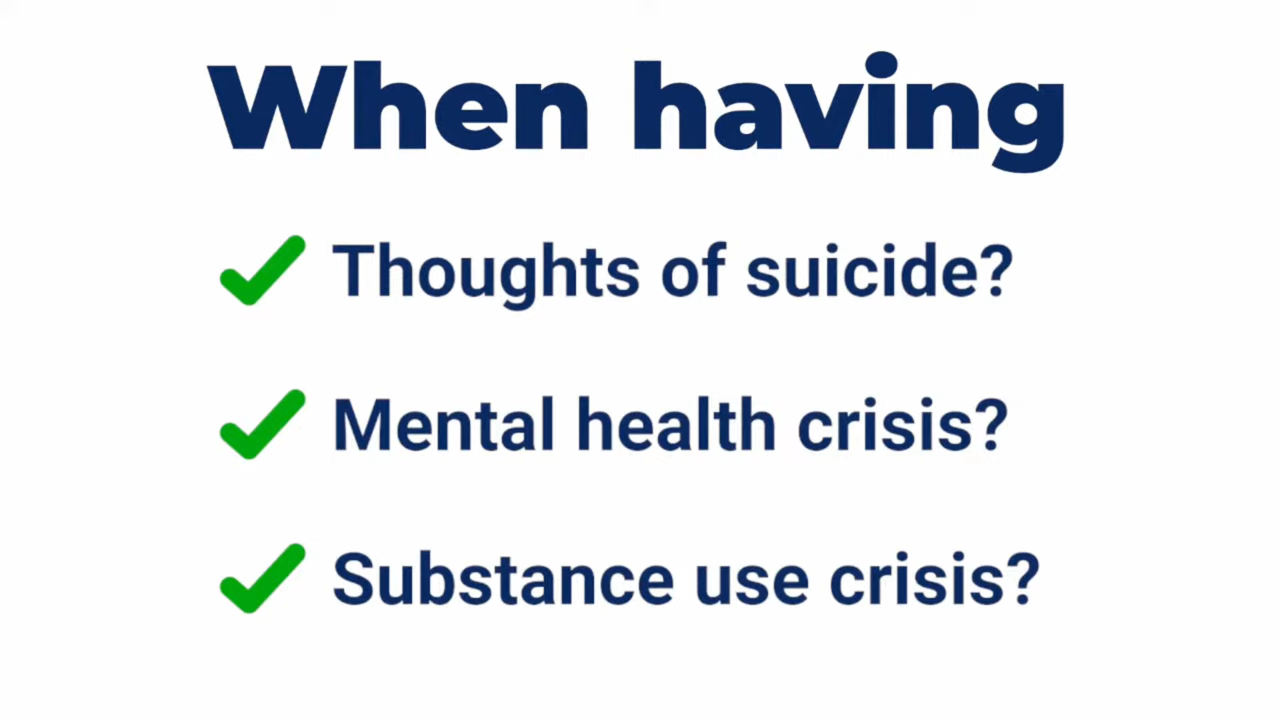 When having
Thoughts of suicide?
Mental health crisis?
Substance use crisis?